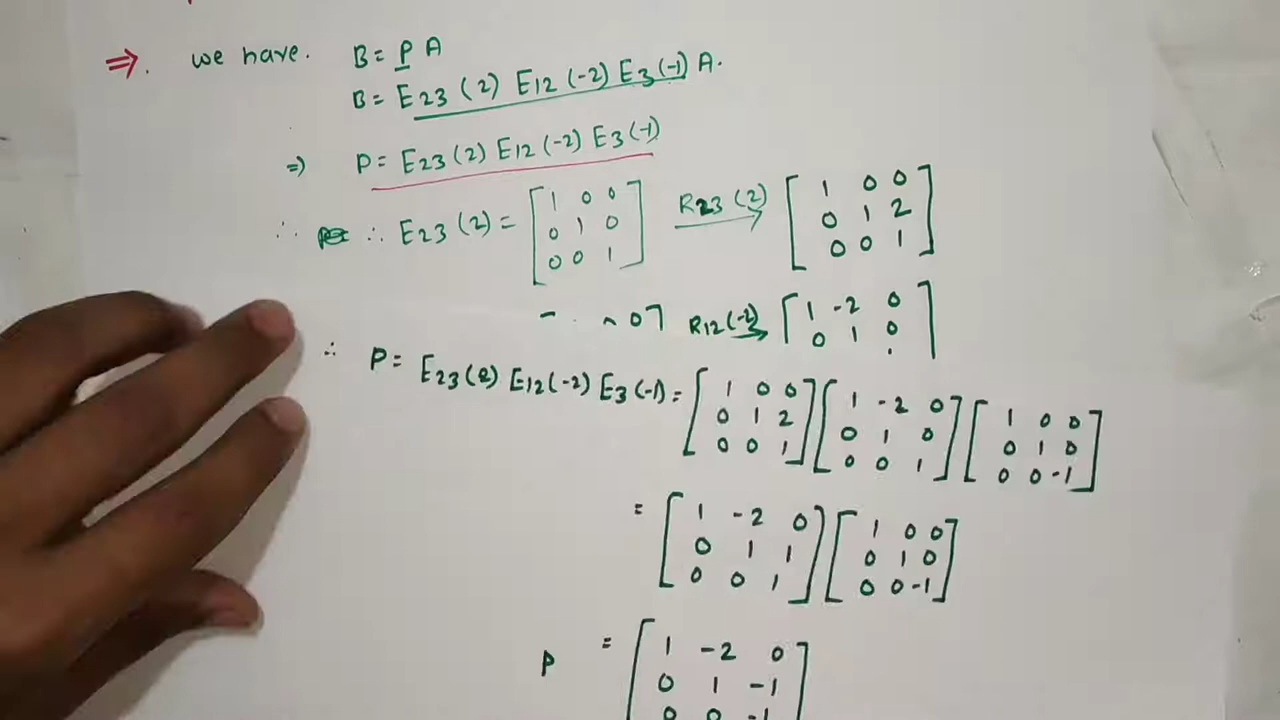 ⇒. we have. B = P A
B = E23 (2) E12 (-2) E3 (-1) A.
⇒) P = E23 (2) E12 (-2) E3 (-1)
∴ ∴ E23 (2) = [ 1 0 0 R23 (2) [ 1 0 0 ]
0 1 0 ] 0 1 2
0 0 1 0 0 1 ]
0 ] R12 (-2) [ 1 -2 0 ]
0 1 0
∴ P = E23 (2) E12 (-2) E3 (-1) = [ 1 0 0 ] [ 1 -2 0 ] [ 1 0 0 ]
0 1 2 0 1 0 0 1 0
0 0 1 0 0 1 0 0 -1
= [ 1 -2 0 ] [ 1 0 0 ]
0 1 1 0 1 0
0 0 1 0 0 -1
P = [ 1 -2 0 ]
0 1 -1
0 0 -1